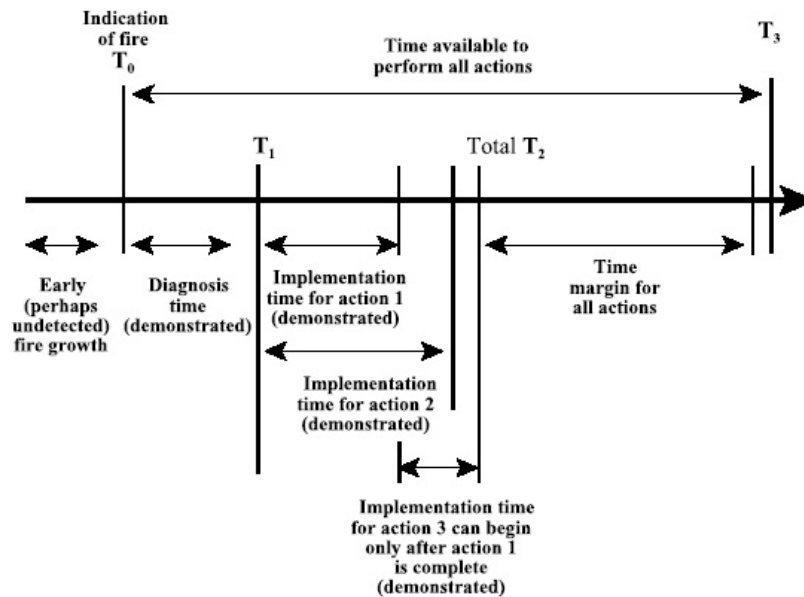 Indication
of fire
T₀
Time available to
perform all actions
T₃
T₁
Total T₂
Early
(perhaps
undetected)
fire growth
Diagnosis
time
(demonstrated)
Implementation
time for action 1
(demonstrated)
Time
margin for
all actions
Implementation
time for action 2
(demonstrated)
Implementation time
for action 3 can begin
only after action 1
is complete
(demonstrated)